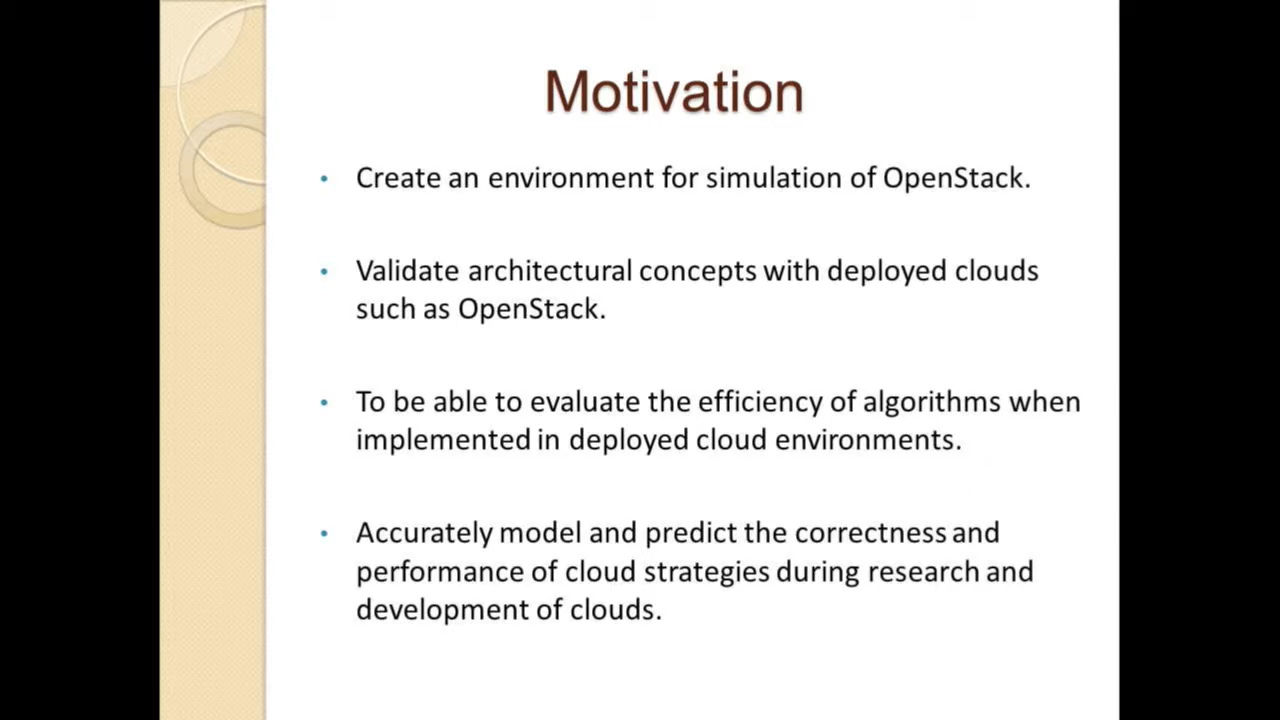 Motivation
• Create an environment for simulation of OpenStack.
• Validate architectural concepts with deployed clouds
such as OpenStack.
• To be able to evaluate the efficiency of algorithms when
implemented in deployed cloud environments.
• Accurately model and predict the correctness and
performance of cloud strategies during research and
development of clouds.